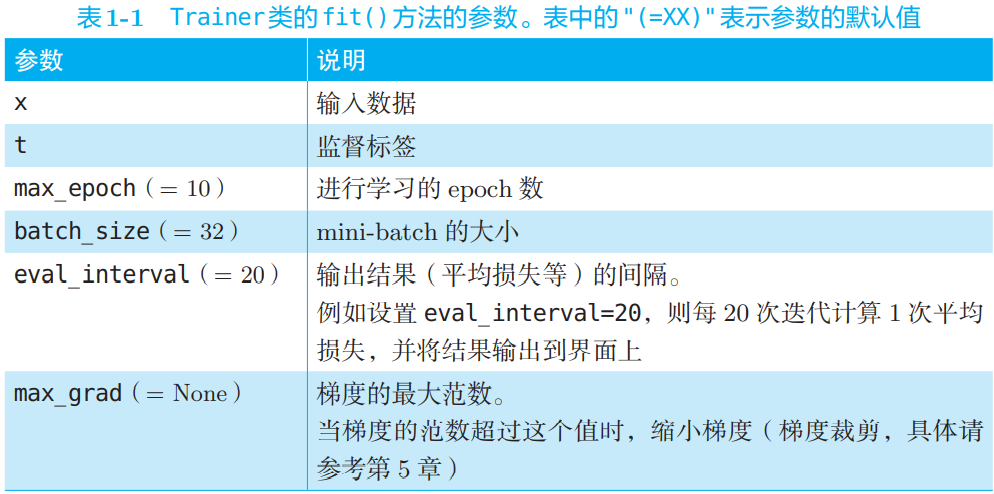 表1-1 Trainer类的fit()方法的参数。表中的"(=XX)"表示参数的默认值
参数 说明
x 输入数据
t 监督标签
max_epoch（= 10） 进行学习的 epoch 数
batch_size（= 32） mini-batch 的大小
eval_interval（= 20） 输出结果（平均损失等）的间隔。
例如设置 eval_interval=20，则每 20 次迭代计算 1 次平均
损失，并将结果输出到界面上
max_grad（= None） 梯度的最大范数。
当梯度的范数超过这个值时，缩小梯度（梯度裁剪，具体请
参考第 5 章）